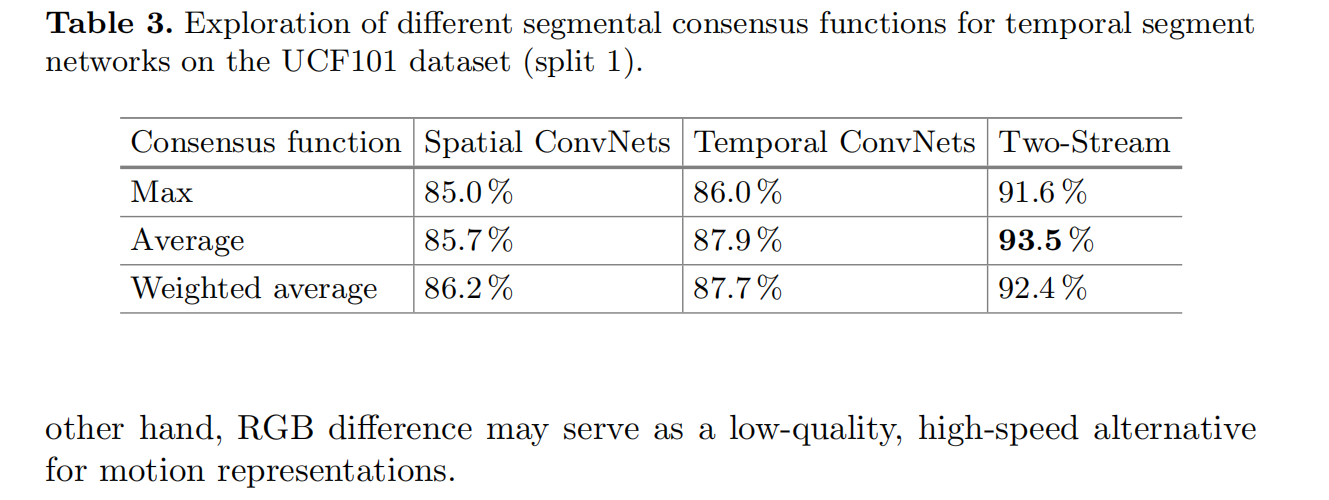 Table 3. Exploration of different segmental consensus functions for temporal segment
networks on the UCF101 dataset (split 1).
Consensus function Spatial ConvNets Temporal ConvNets Two-Stream
Max 85.0 % 86.0 % 91.6 %
Average 85.7 % 87.9 % 93.5 %
Weighted average 86.2 % 87.7 % 92.4 %
other hand, RGB difference may serve as a low-quality, high-speed alternative
for motion representations.